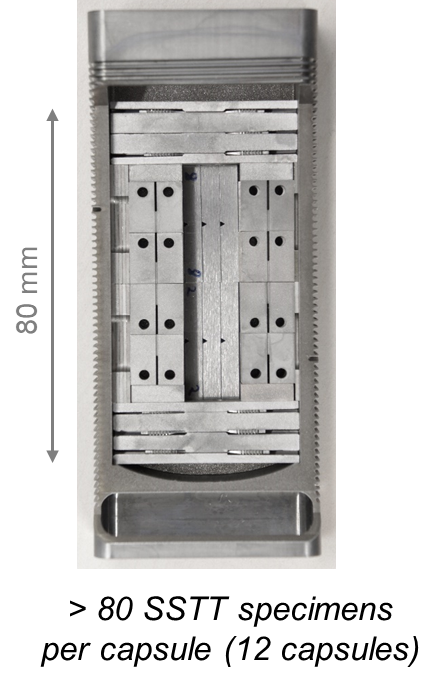 80 mm
> 80 SSTT specimens
per capsule (12 capsules)